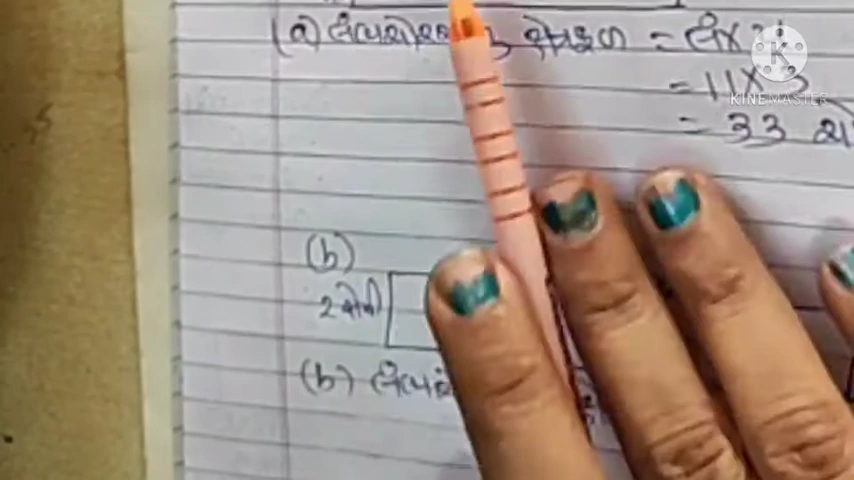 (a) લંબચોરસનું ક્ષેત્રફળ = લં ×
= 11 × 3
= 33 ચો
KINEMASTER
(b)
2 સેમી
(b) લંબચો